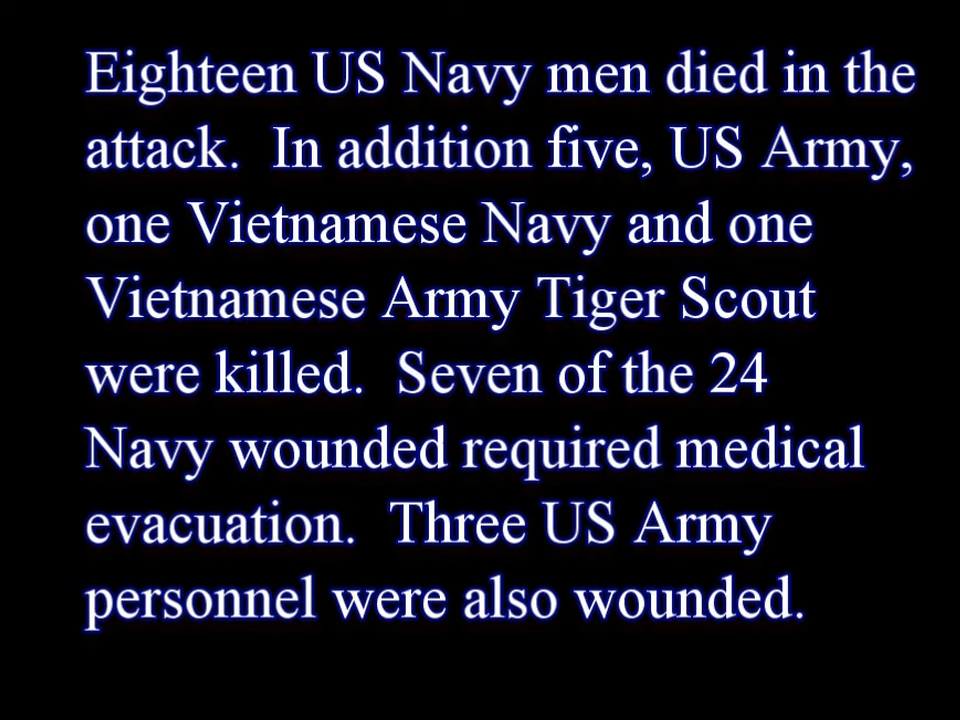 Eighteen US Navy men died in the
attack.  In addition five, US Army,
one Vietnamese Navy and one
Vietnamese Army Tiger Scout
were killed.  Seven of the 24
Navy wounded required medical
evacuation.  Three US Army
personnel were also wounded.